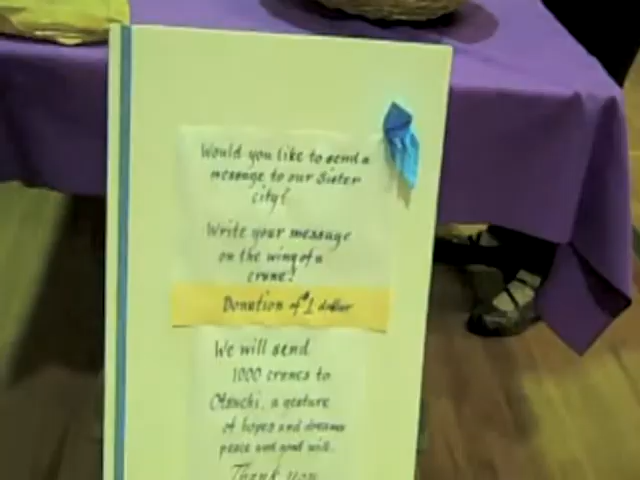 Would you like to send a
message to our Sister
city?
Write your message
on the wing of a
crane!
Donation of $1 dollar
We will send
1000 cranes to
Otsuchi, a gesture
of hopes and dreams
peace and good will.
Thank you